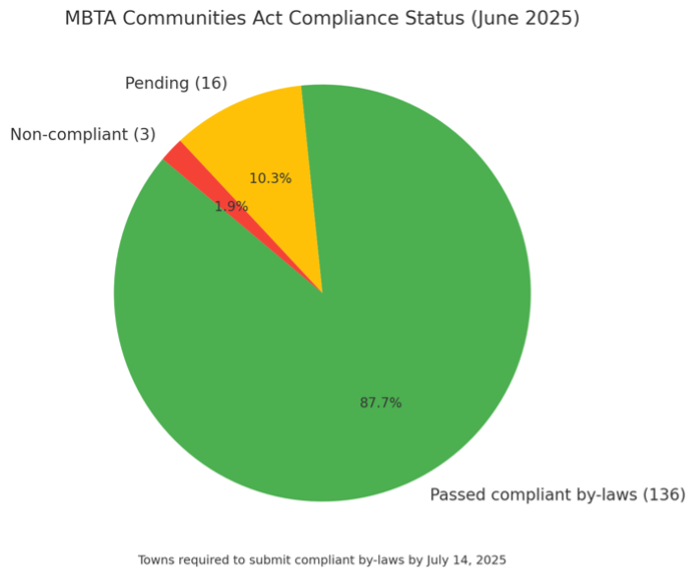 MBTA Communities Act Compliance Status (June 2025)
Pending (16)
Non-compliant (3)
10.3%
1.9%
87.7%
Passed compliant by-laws (136)
Towns required to submit compliant by-laws by July 14, 2025